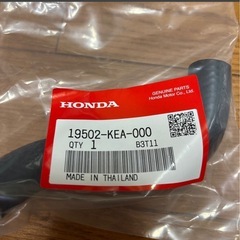 GENUINE PARTS
Honda Motor Co., Ltd.
HONDA
19502-KEA-000
QTY 1 B3T11
MADE IN THAILAND